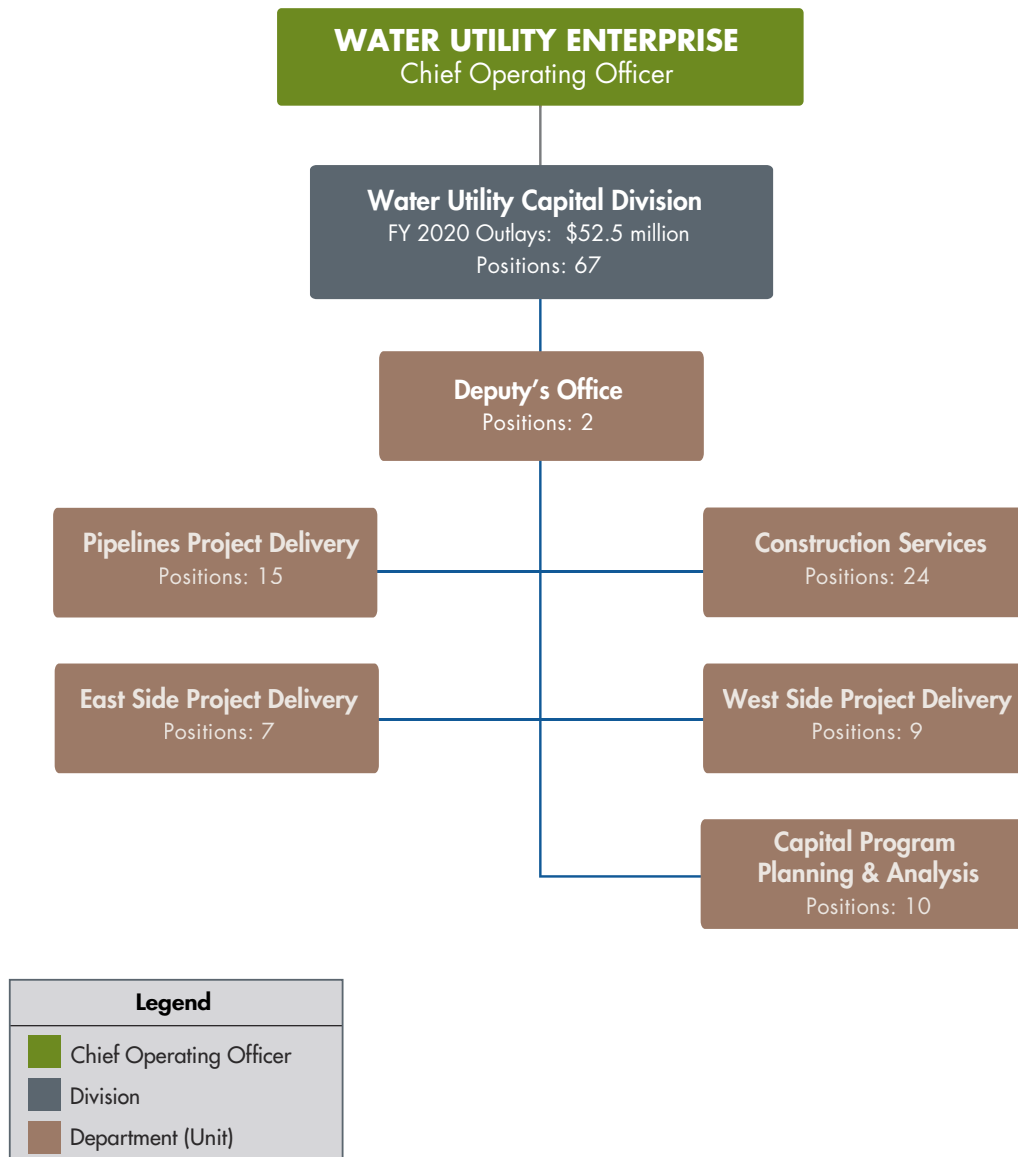 WATER UTILITY ENTERPRISE
Chief Operating Officer
Water Utility Capital Division
FY 2020 Outlays: $52.5 million
Positions: 67
Deputy’s Office
Positions: 2
Pipelines Project Delivery
Positions: 15
Construction Services
Positions: 24
East Side Project Delivery
Positions: 7
West Side Project Delivery
Positions: 9
Capital Program
Planning & Analysis
Positions: 10
Legend
Chief Operating Officer
Division
Department (Unit)